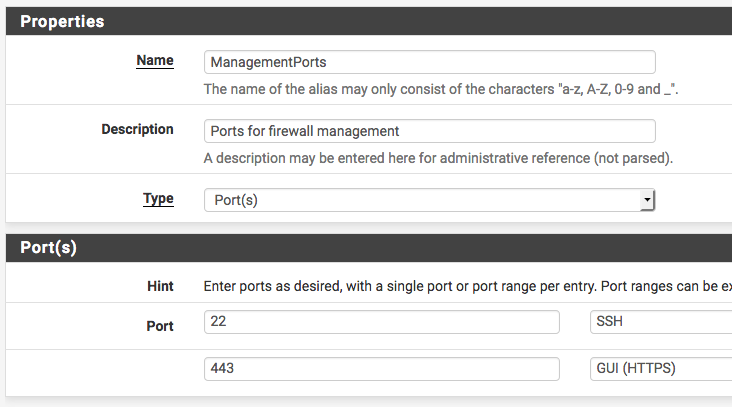 Properties
Name
ManagementPorts
The name of the alias may only consist of the characters "a-z, A-Z, 0-9 and _".
Description
Ports for firewall management
A description may be entered here for administrative reference (not parsed).
Type
Port(s)
Port(s)
Hint
Enter ports as desired, with a single port or port range per entry. Port ranges can be ex
Port
22
SSH
443
GUI (HTTPS)